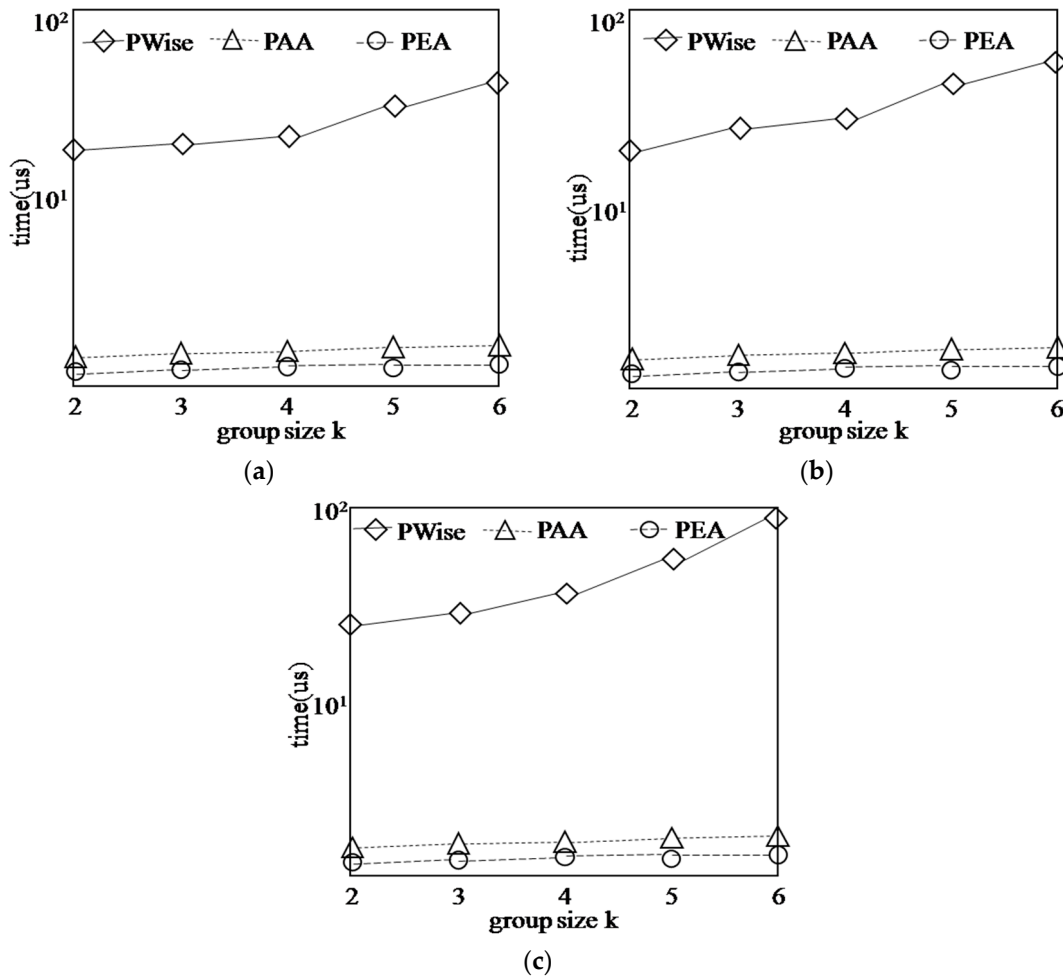 10²
PWise PAA PEA
time(us)
10¹
2 3 4 5 6
group size k
(a)
10²
PWise PAA PEA
time(us)
10¹
2 3 4 5 6
group size k
(b)
10²
PWise PAA PEA
time(us)
10¹
2 3 4 5 6
group size k
(c)